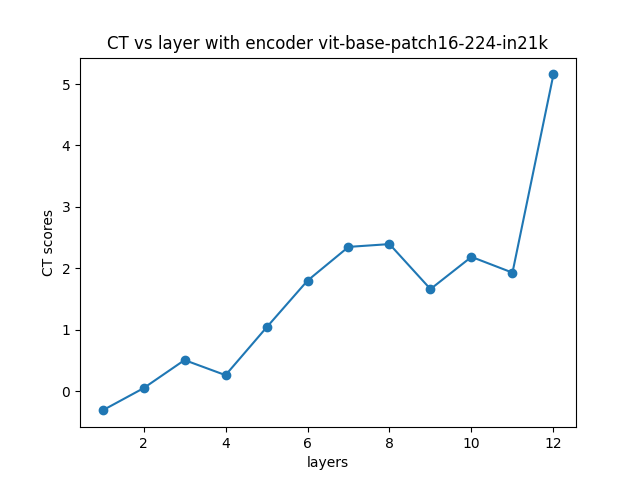 CT vs layer with encoder vit-base-patch16-224-in21k
CT scores
5
4
3
2
1
0
2 4 6 8 10 12
layers